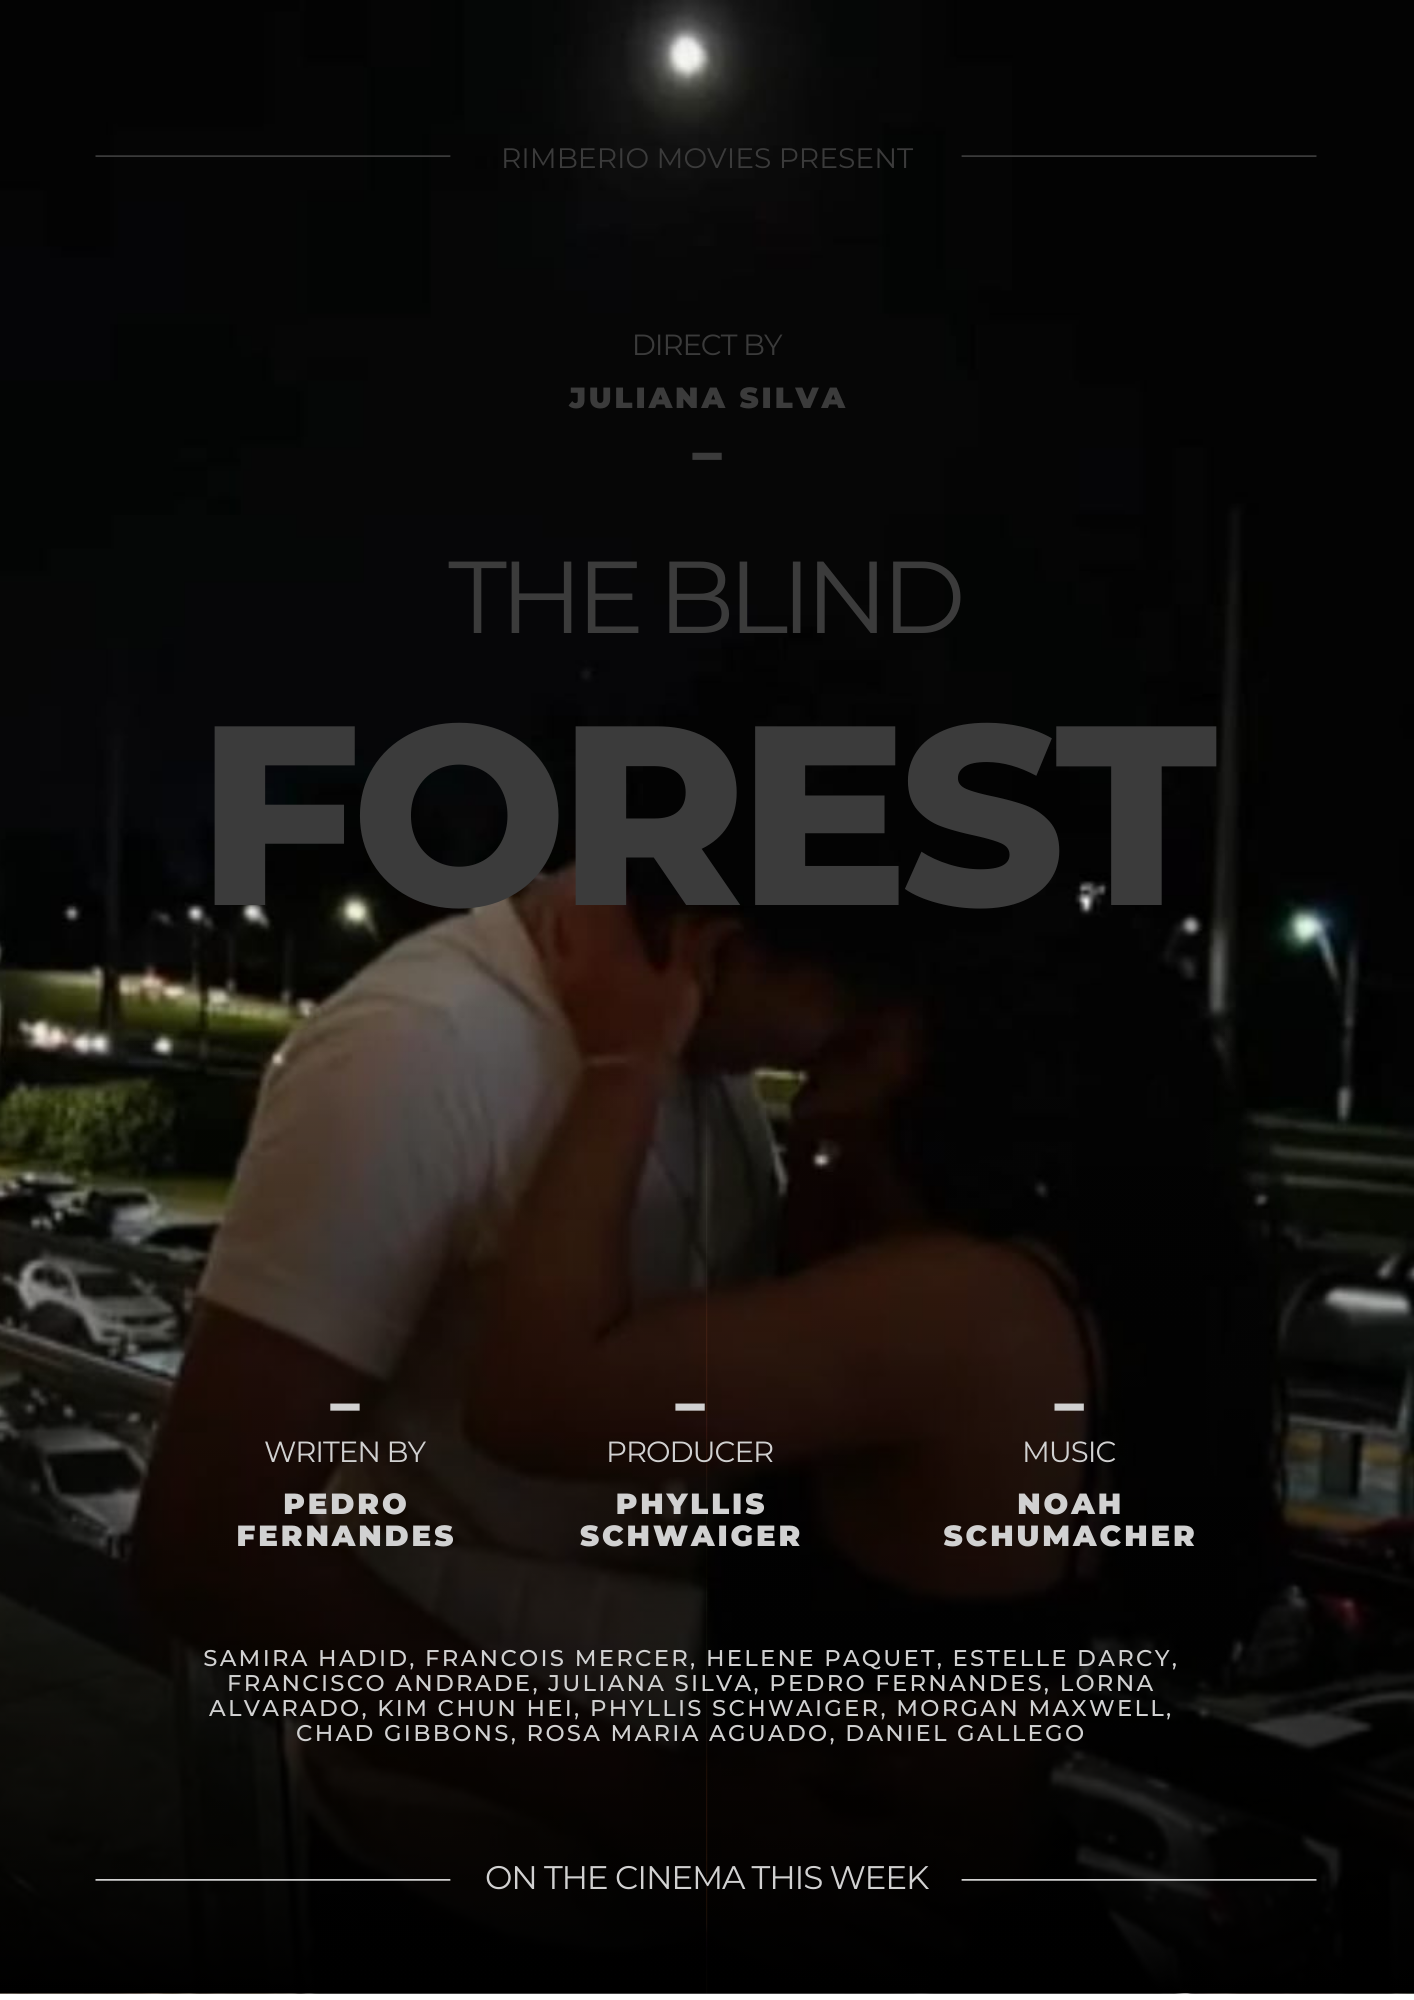 RIMBERIO MOVIES PRESENT
DIRECT BY
JULIANA SILVA
THE BLIND
FOREST
WRITEN BY
PEDRO
FERNANDES
PRODUCER
PHYLLIS
SCHWAIGER
MUSIC
NOAH
SCHUMACHER
SAMIRA HADID, FRANCOIS MERCER, HELENE PAQUET, ESTELLE DARCY,
FRANCISCO ANDRADE, JULIANA SILVA, PEDRO FERNANDES, LORNA
ALVARADO, KIM CHUN HEI, PHYLLIS SCHWAIGER, MORGAN MAXWELL,
CHAD GIBBONS, ROSA MARIA AGUADO, DANIEL GALLEGO
ON THE CINEMA THIS WEEK